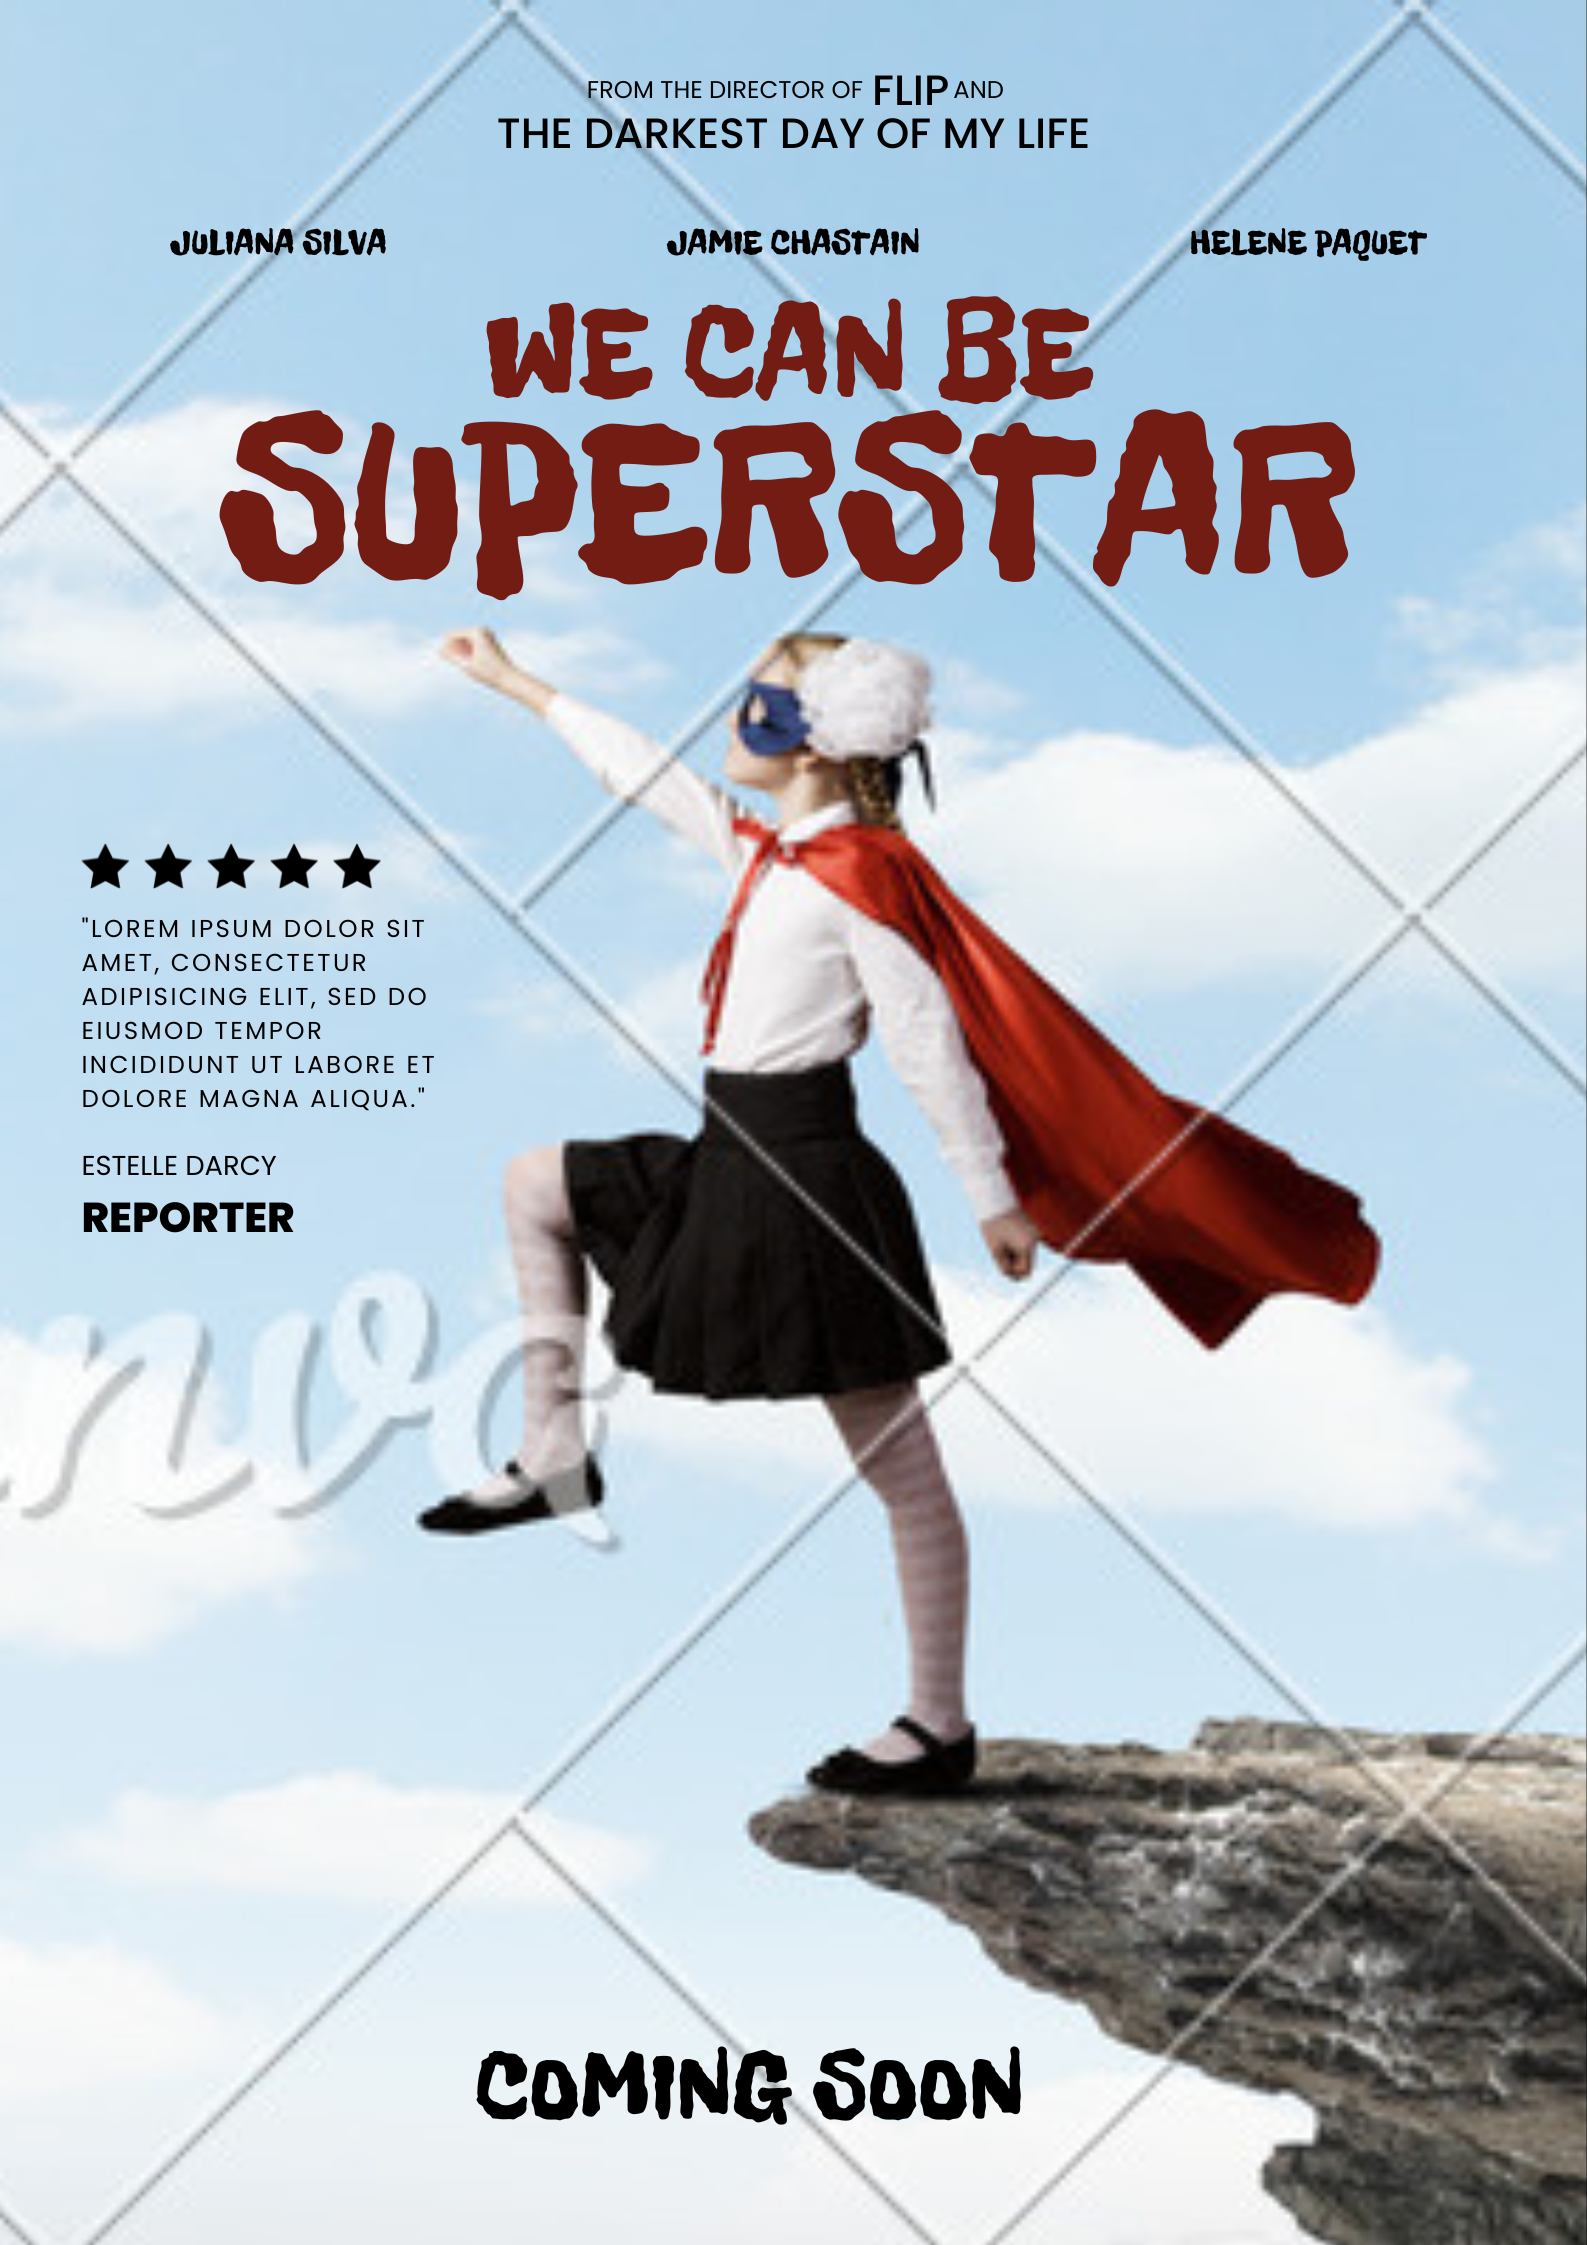 FROM THE DIRECTOR OF FLIP AND
THE DARKEST DAY OF MY LIFE
JULIANA SILVA
JAMIE CHASTAIN
HELENE PAQUET
WE CAN BE
SUPERSTAR
"LOREM IPSUM DOLOR SIT
AMET, CONSECTETUR
ADIPISICING ELIT, SED DO
EIUSMOD TEMPOR
INCIDIDUNT UT LABORE ET
DOLORE MAGNA ALIQUA."
ESTELLE DARCY
REPORTER
nva
COMING SOON